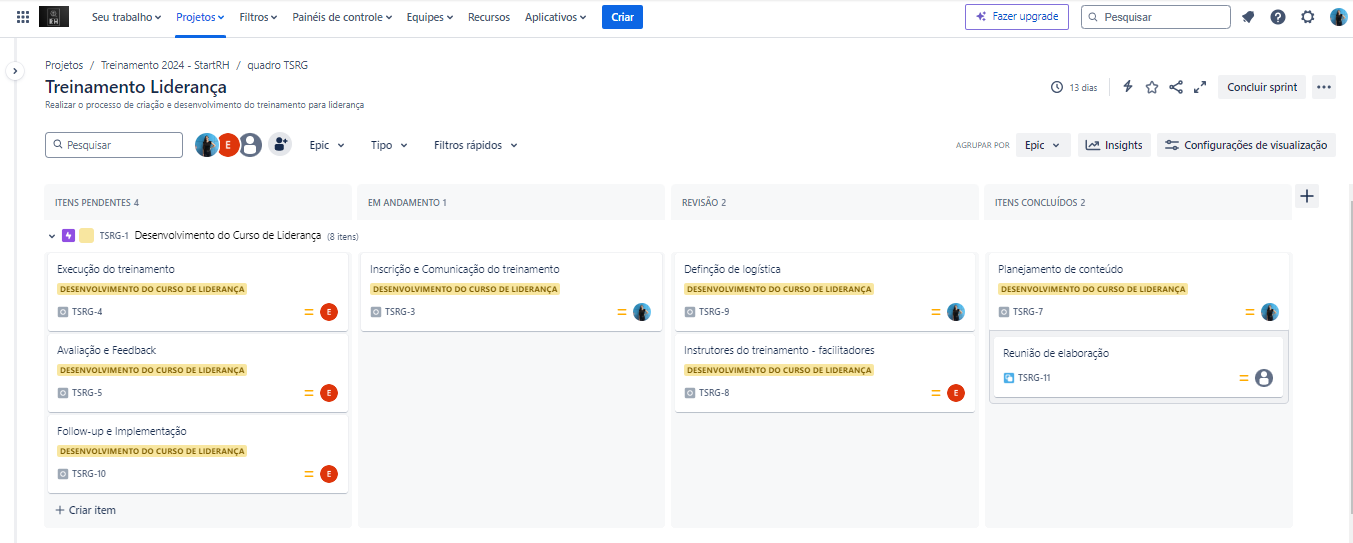 RH Seu trabalho Projetos Filtros Painéis de controle Equipes Recursos Aplicativos Criar Fazer upgrade Pesquisar
Projetos / Treinamento 2024 - StartRH / quadro TSRG
Treinamento Liderança
Realizar o processo de criação e desenvolvimento do treinamento para liderança
13 dias Concluir sprint
Pesquisar E Epic Tipo Filtros rápidos AGRUPAR POR Epic Insights Configurações de visualização
ITENS PENDENTES 4 EM ANDAMENTO 1 REVISÃO 2 ITENS CONCLUÍDOS 2
TSRG-1 Desenvolvimento do Curso de Liderança (8 itens)
Execução do treinamento
DESENVOLVIMENTO DO CURSO DE LIDERANÇA
TSRG-4 E
Avaliação e Feedback
DESENVOLVIMENTO DO CURSO DE LIDERANÇA
TSRG-5 E
Follow-up e Implementação
DESENVOLVIMENTO DO CURSO DE LIDERANÇA
TSRG-10 E
+ Criar item
Inscrição e Comunicação do treinamento
DESENVOLVIMENTO DO CURSO DE LIDERANÇA
TSRG-3
Definção de logística
DESENVOLVIMENTO DO CURSO DE LIDERANÇA
TSRG-9
Instrutores do treinamento - facilitadores
DESENVOLVIMENTO DO CURSO DE LIDERANÇA
TSRG-8 E
Planejamento de conteúdo
DESENVOLVIMENTO DO CURSO DE LIDERANÇA
TSRG-7
Reunião de elaboração
TSRG-11